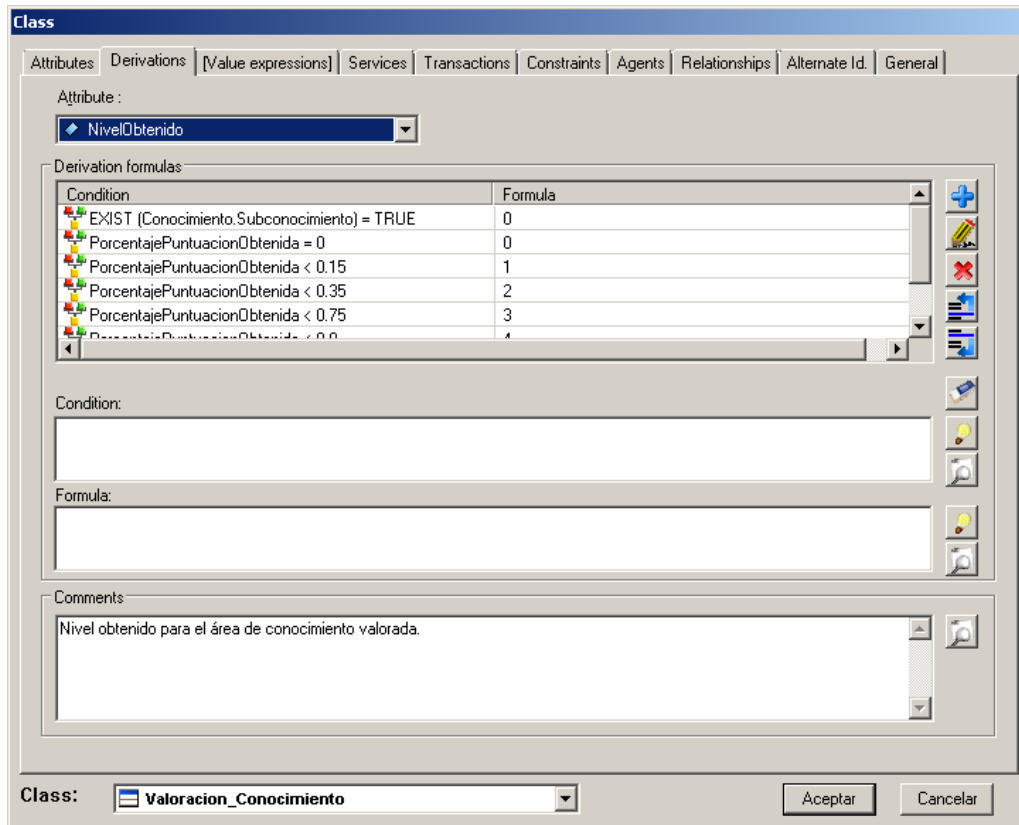 Class
Attributes Derivations [Value expressions] Services Transactions Constraints Agents Relationships Alternate Id. General
Attribute :
NivelObtenido
Derivation formulas
Condition Formula
EXIST (Conocimiento.Subconocimiento) = TRUE 0
PorcentajePuntuacionObtenida = 0 0
PorcentajePuntuacionObtenida < 0.15 1
PorcentajePuntuacionObtenida < 0.35 2
PorcentajePuntuacionObtenida < 0.75 3
PorcentajePuntuacionObtenida <
Condition:
Formula:
Comments
Nivel obtenido para el área de conocimiento valorada.
Class: Valoracion_Conocimiento Aceptar Cancelar